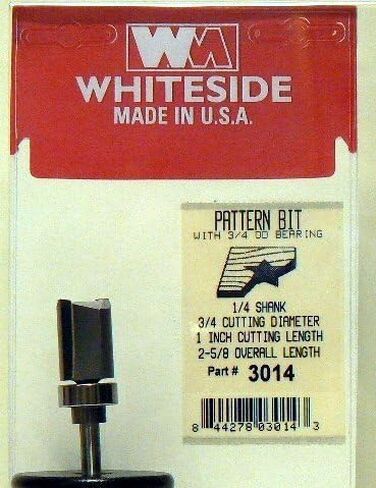 WM
WHITESIDE
MADE IN U.S.A.
PATTERN BIT
WITH 3/4 OD BEARING
1/4 SHANK
3/4 CUTTING DIAMETER
1 INCH CUTTING LENGTH
2-5/8 OVERALL LENGTH
Part # 3014
8 44278 03014 3